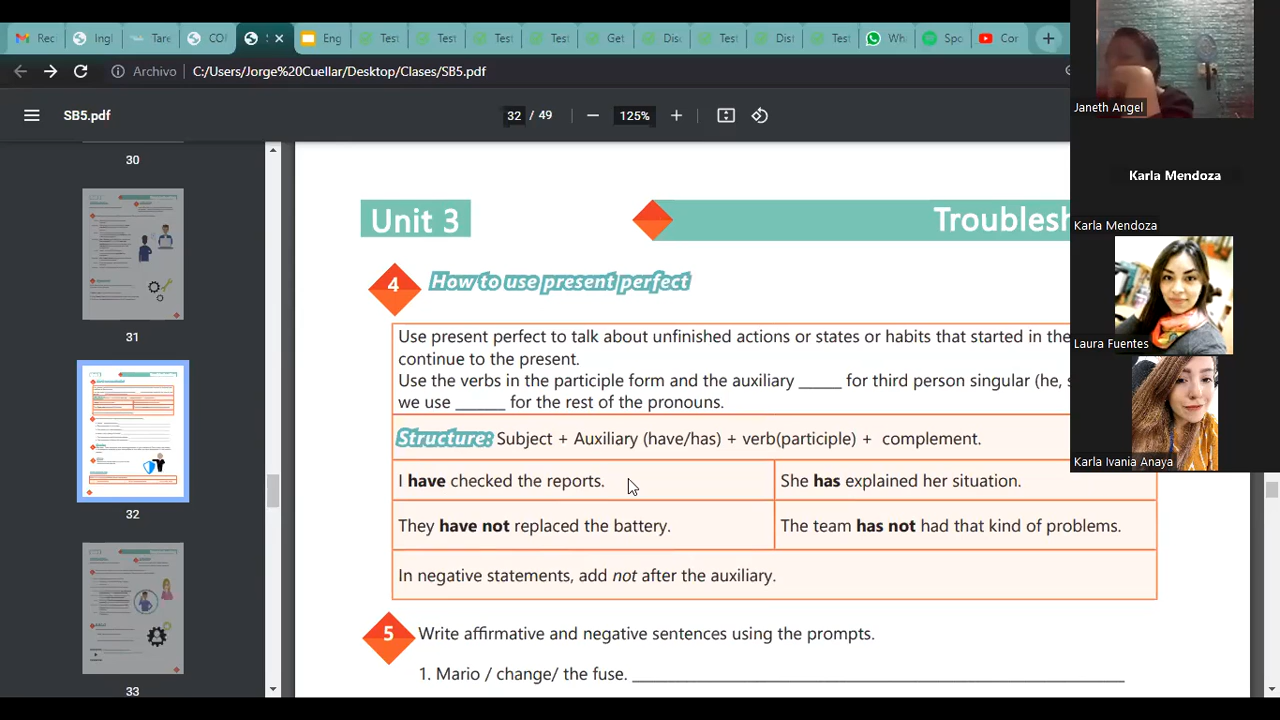 Rec
Ingl
Tare
CO
S
Eng
Test
Test
Tes
Tes
Get
Disc
Test
Dist
Test
Wh
Spo
Cor
Archivo
C:/Users/Jorge%20Cuellar/Desktop/Clases/SB5.pdf
SB5.pdf
32 / 49
125%
30
31
32
33
Unit 3
Troublesh
4
How to use present perfect
Use present perfect to talk about unfinished actions or states or habits that started in the
continue to the present.
Use the verbs in the participle form and the auxiliary _____ for third person singular (he, s
we use ______ for the rest of the pronouns.
Structure: Subject + Auxiliary (have/has) + verb(participle) + complement.
I have checked the reports.
She has explained her situation.
They have not replaced the battery.
The team has not had that kind of problems.
In negative statements, add not after the auxiliary.
5
Write affirmative and negative sentences using the prompts.
1. Mario / change/ the fuse. ____________________
Janeth Angel
Karla Mendoza
Karla Mendoza
Laura Fuentes
Karla Ivania Anaya